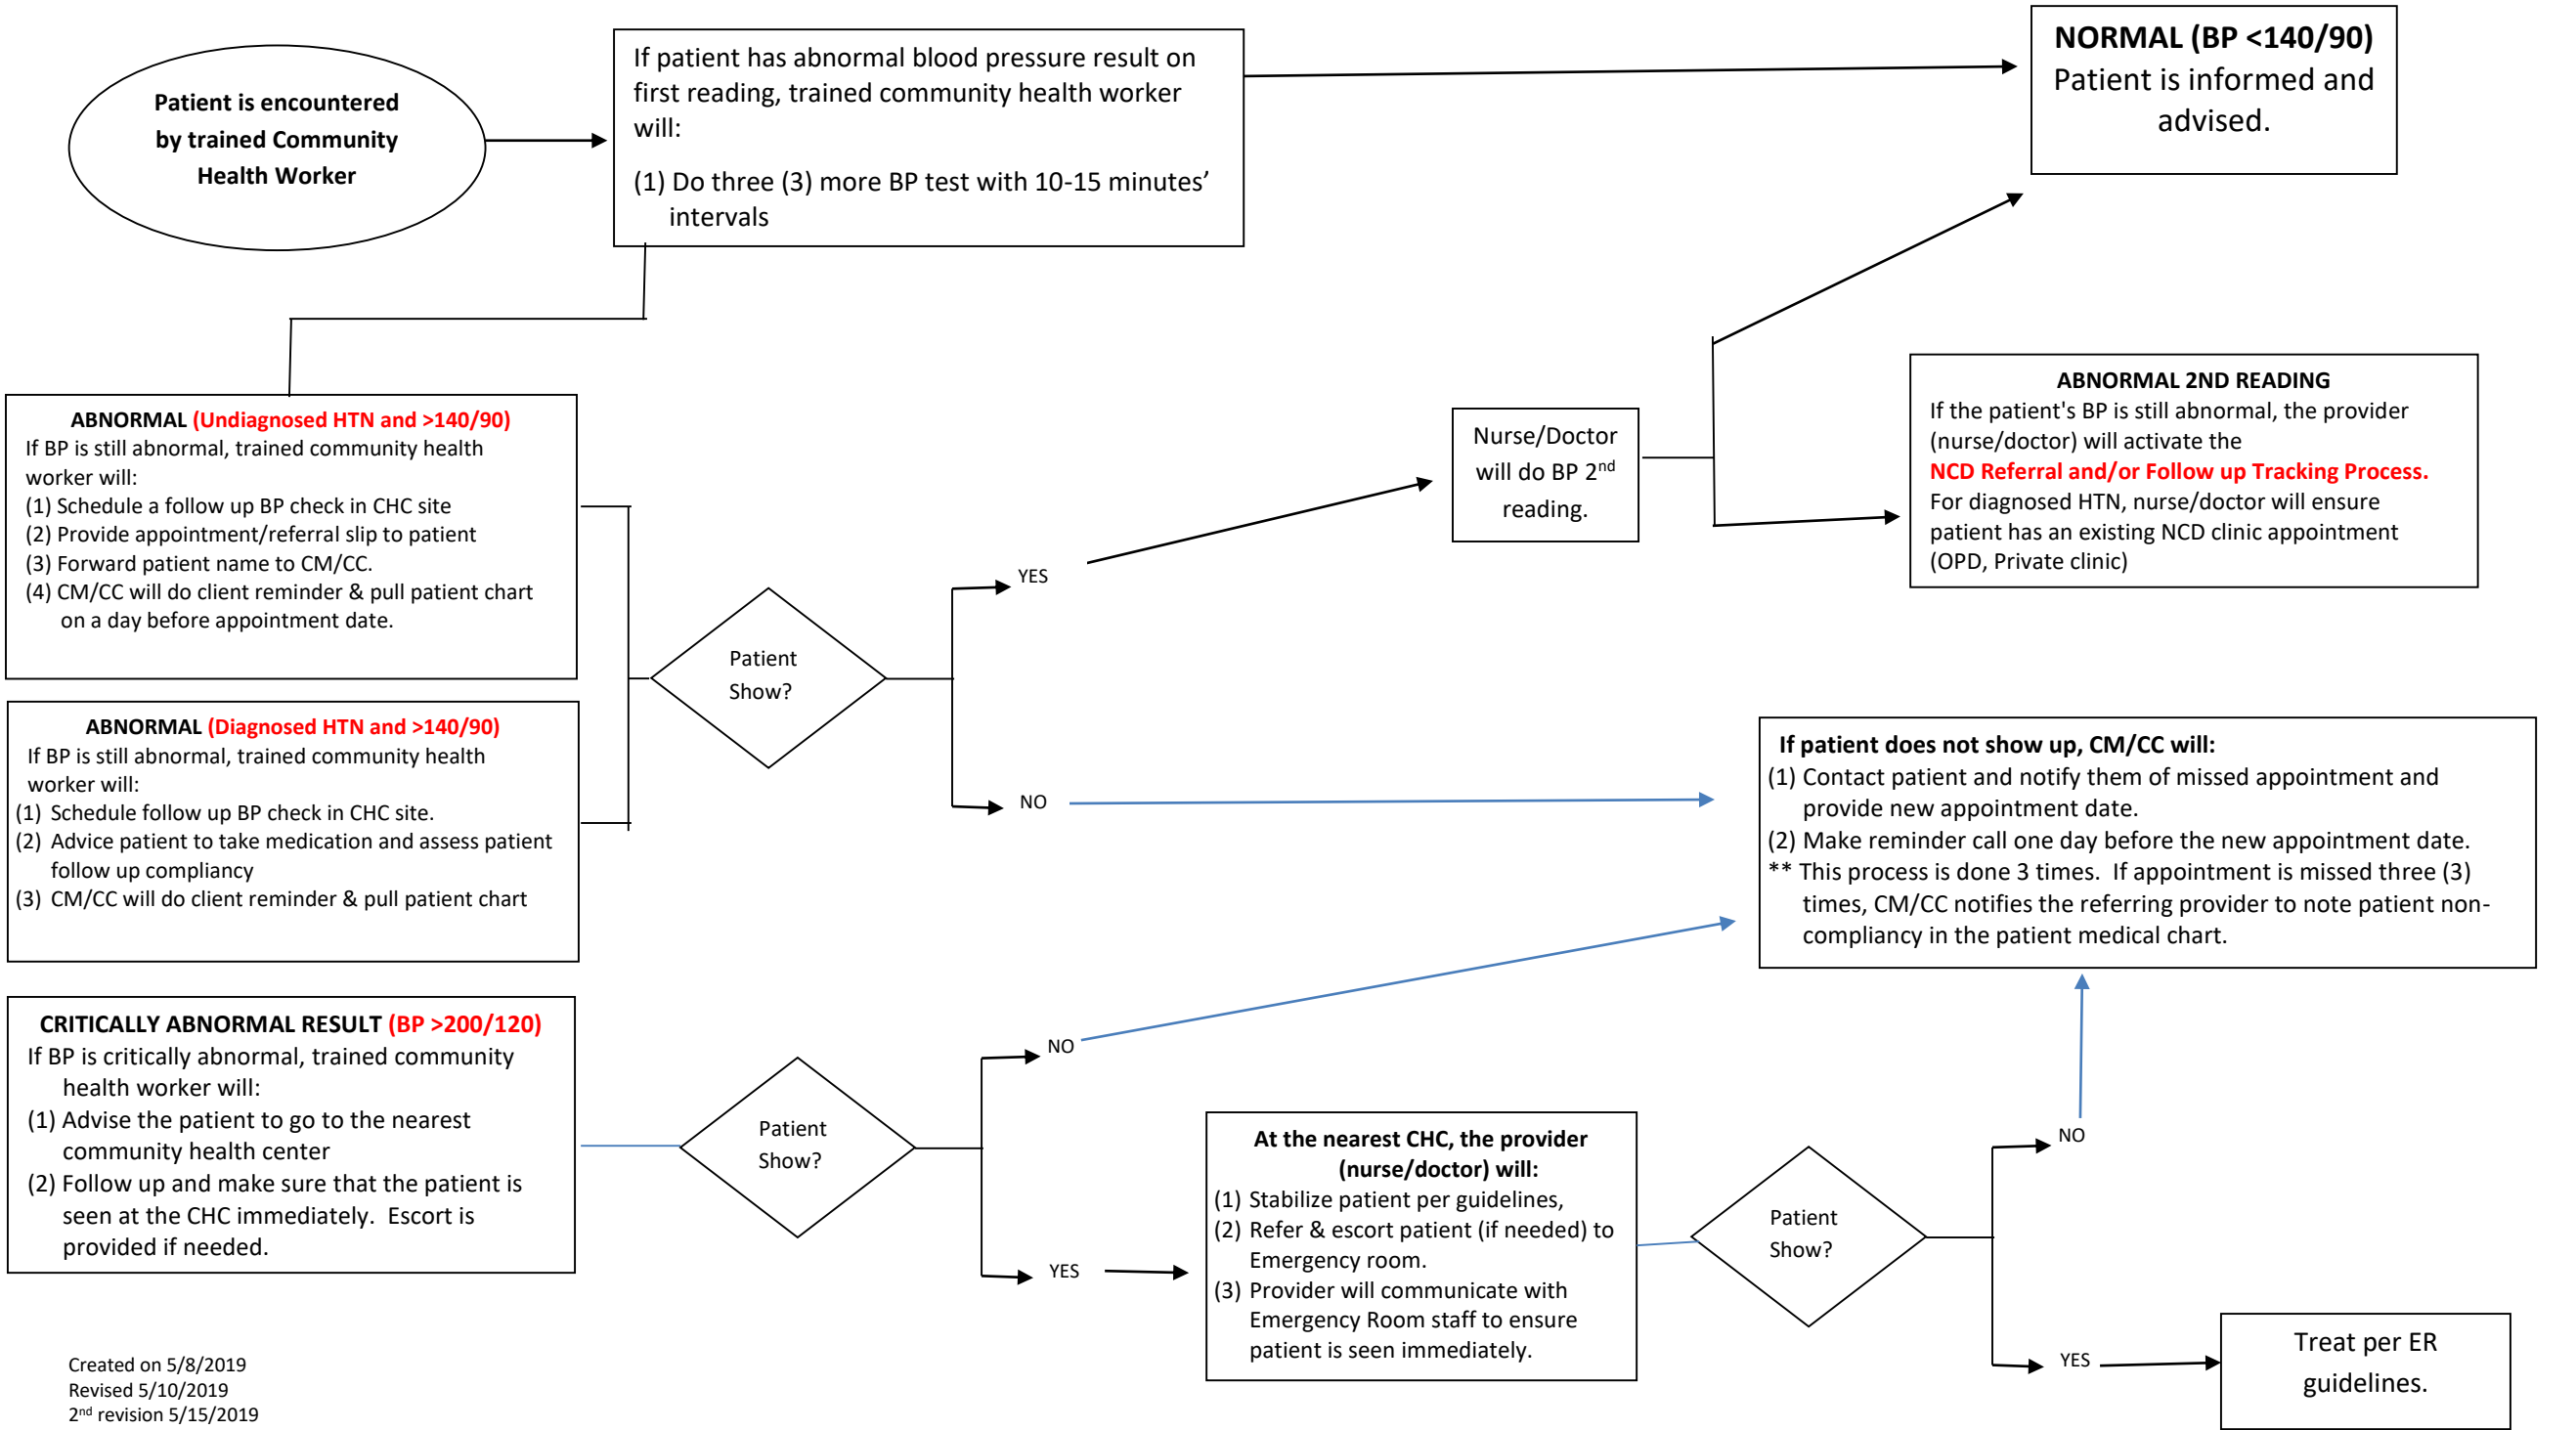 Patient is encountered
by trained Community
Health Worker
If patient has abnormal blood pressure result on
first reading, trained community health worker
will:
(1) Do three (3) more BP test with 10-15 minutes’
intervals
NORMAL (BP <140/90)
Patient is informed and
advised.
ABNORMAL (Undiagnosed HTN and >140/90)
If BP is still abnormal, trained community health
worker will:
(1) Schedule a follow up BP check in CHC site
(2) Provide appointment/referral slip to patient
(3) Forward patient name to CM/CC.
(4) CM/CC will do client reminder & pull patient chart
on a day before appointment date.
Patient
Show?
YES
NO
Nurse/Doctor
will do BP 2nd
reading.
ABNORMAL 2ND READING
If the patient's BP is still abnormal, the provider
(nurse/doctor) will activate the
NCD Referral and/or Follow up Tracking Process.
For diagnosed HTN, nurse/doctor will ensure
patient has an existing NCD clinic appointment
(OPD, Private clinic)
ABNORMAL (Diagnosed HTN and >140/90)
If BP is still abnormal, trained community health
worker will:
(1) Schedule follow up BP check in CHC site.
(2) Advice patient to take medication and assess patient
follow up compliancy
(3) CM/CC will do client reminder & pull patient chart
If patient does not show up, CM/CC will:
(1) Contact patient and notify them of missed appointment and
provide new appointment date.
(2) Make reminder call one day before the new appointment date.
** This process is done 3 times. If appointment is missed three (3)
times, CM/CC notifies the referring provider to note patient non-
compliancy in the patient medical chart.
CRITICALLY ABNORMAL RESULT (BP >200/120)
If BP is critically abnormal, trained community
health worker will:
(1) Advise the patient to go to the nearest
community health center
(2) Follow up and make sure that the patient is
seen at the CHC immediately. Escort is
provided if needed.
Patient
Show?
NO
YES
At the nearest CHC, the provider
(nurse/doctor) will:
(1) Stabilize patient per guidelines,
(2) Refer & escort patient (if needed) to
Emergency room.
(3) Provider will communicate with
Emergency Room staff to ensure
patient is seen immediately.
Patient
Show?
NO
YES
Treat per ER
guidelines.
Created on 5/8/2019
Revised 5/10/2019
2nd revision 5/15/2019